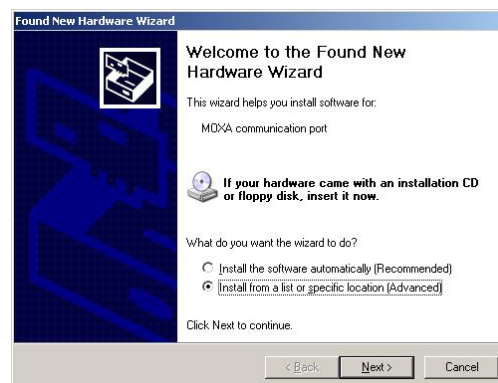 Found New Hardware Wizard
Welcome to the Found New
Hardware Wizard
This wizard helps you install software for:
MOXA communication port
If your hardware came with an installation CD
or floppy disk, insert it now.
What do you want the wizard to do?
Install the software automatically (Recommended)
Install from a list or specific location (Advanced)
Click Next to continue.
< Back
Next >
Cancel